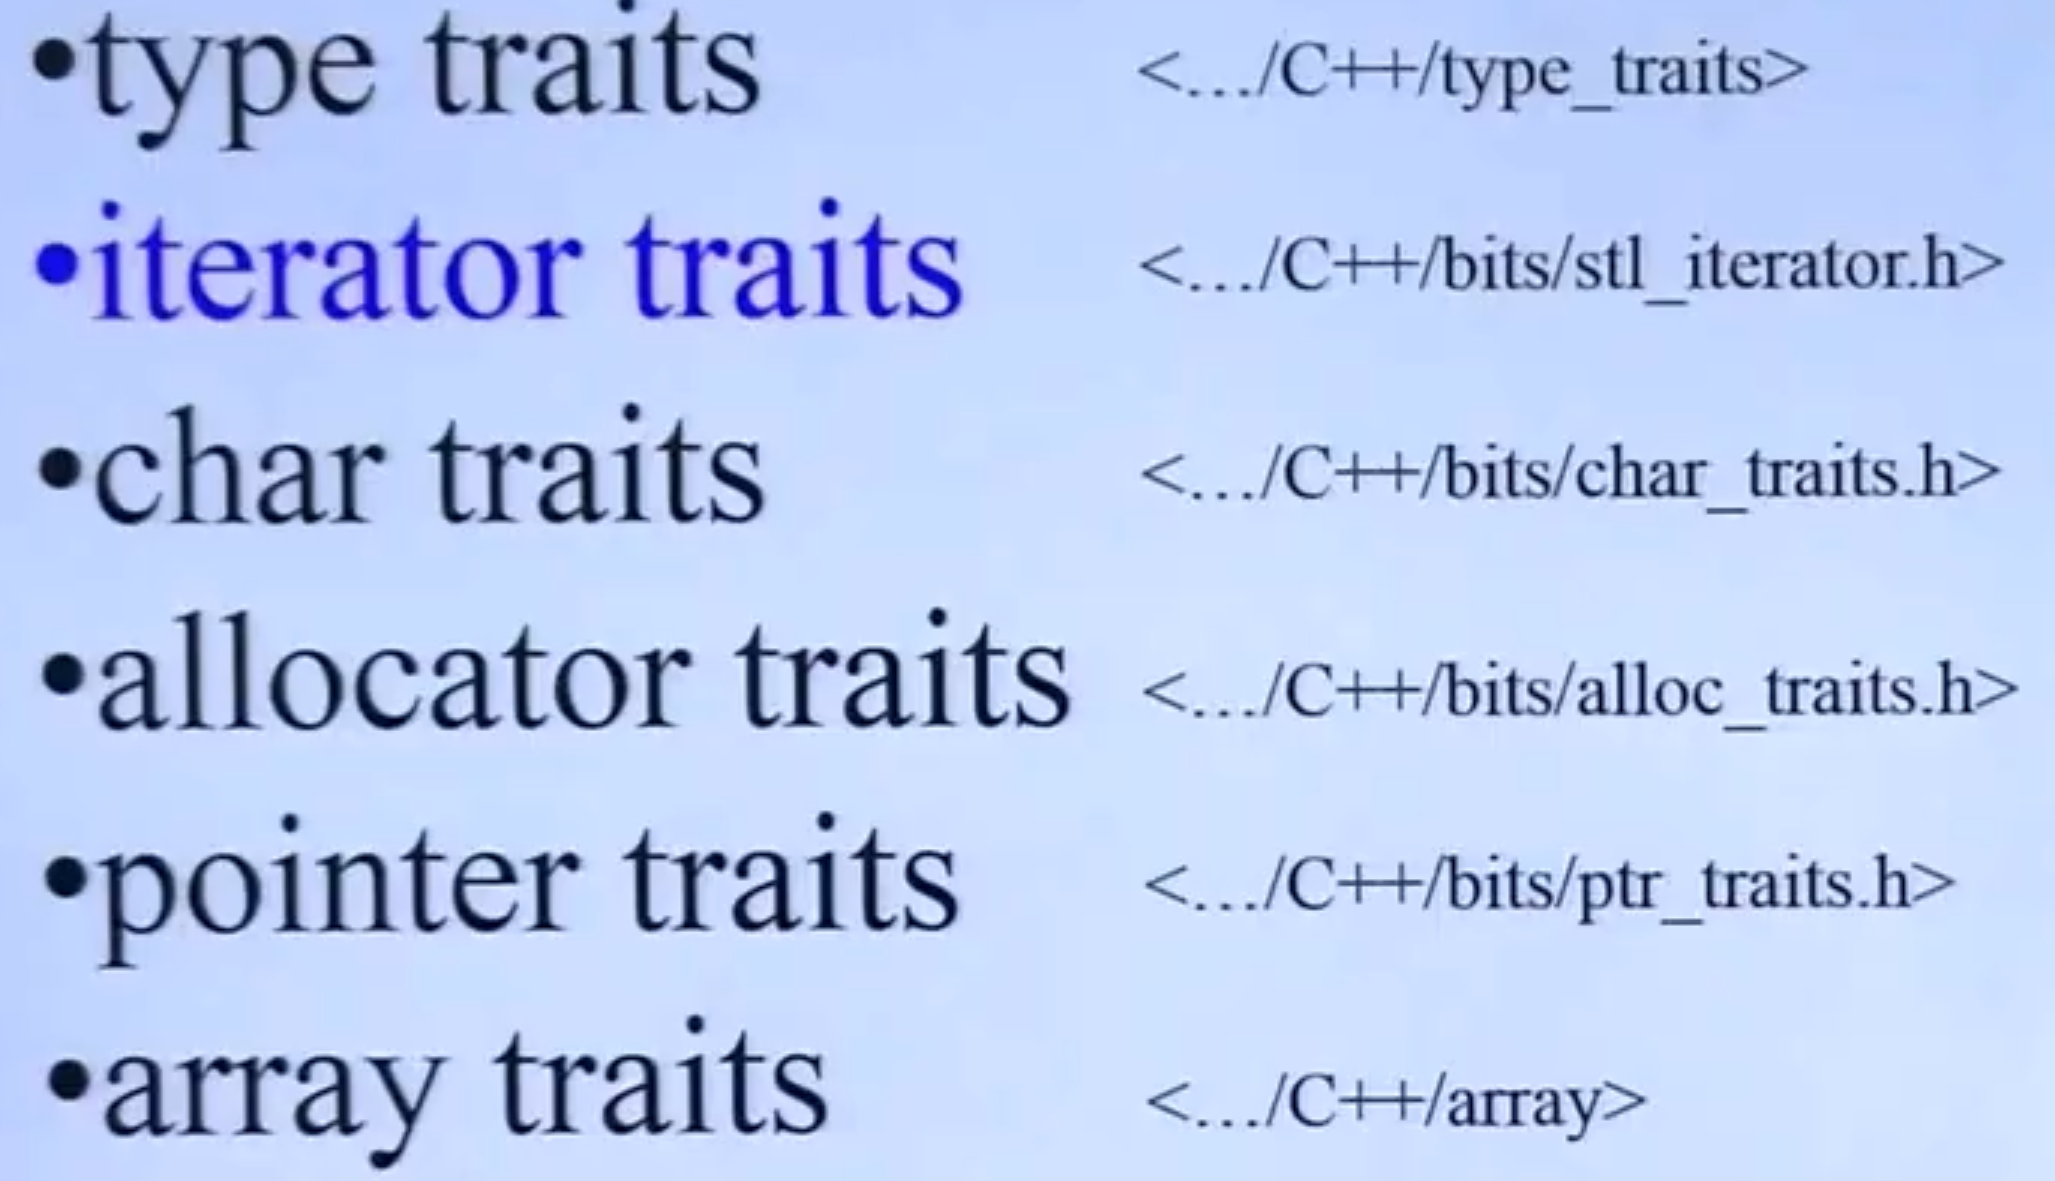 •type traits <…/C++/type_traits>
•iterator traits <…/C++/bits/stl_iterator.h>
•char traits <…/C++/bits/char_traits.h>
•allocator traits <…/C++/bits/alloc_traits.h>
•pointer traits <…/C++/bits/ptr_traits.h>
•array traits <…/C++/array>